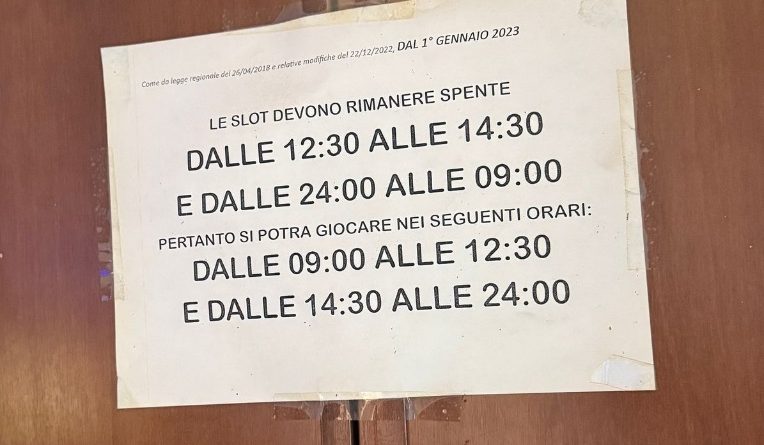 Come da legge regionale del 26/04/2018 e relative modifiche del 22/12/2022, DAL 1° GENNAIO 2023
LE SLOT DEVONO RIMANERE SPENTE
DALLE 12:30 ALLE 14:30
E DALLE 24:00 ALLE 09:00
PERTANTO SI POTRA GIOCARE NEI SEGUENTI ORARI:
DALLE 09:00 ALLE 12:30
E DALLE 14:30 ALLE 24:00